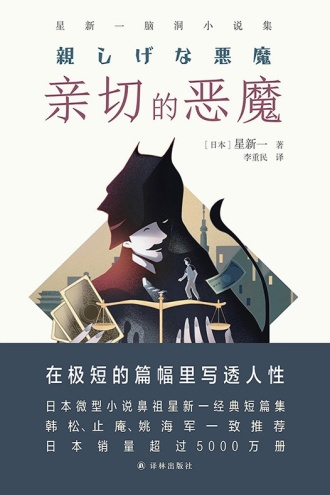 星新一脑洞小说集
親しげな悪魔
亲切的恶魔
[日本] 星新一 著
李重民 译
在极短的篇幅里写透人性
日本微型小说鼻祖星新一经典短篇集
韩松、止庵、姚海军一致推荐
日本销量超过5000万册
译林出版社